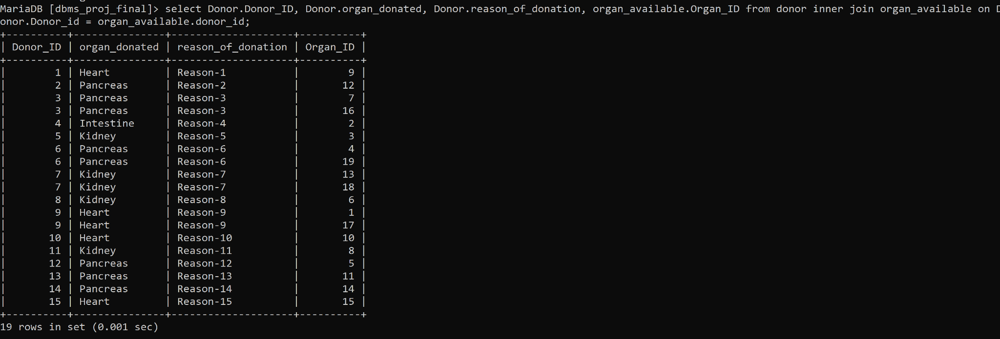 MariaDB [dbms_proj_final]> select Donor.Donor_ID, Donor.organ_donated, Donor.reason_of_donation, organ_available.Organ_ID from donor inner join organ_available on D
onor.Donor_id = organ_available.donor_id;
+----------+---------------+--------------------+----------+
| Donor_ID | organ_donated | reason_of_donation | Organ_ID |
+----------+---------------+--------------------+----------+
|        1 | Heart         | Reason-1           |        9 |
|        2 | Pancreas      | Reason-2           |       12 |
|        3 | Pancreas      | Reason-3           |        7 |
|        3 | Pancreas      | Reason-3           |       16 |
|        4 | Intestine     | Reason-4           |        2 |
|        5 | Kidney        | Reason-5           |        3 |
|        6 | Pancreas      | Reason-6           |        4 |
|        6 | Pancreas      | Reason-6           |       19 |
|        7 | Kidney        | Reason-7           |       13 |
|        7 | Kidney        | Reason-7           |       18 |
|        8 | Kidney        | Reason-8           |        6 |
|        9 | Heart         | Reason-9           |        1 |
|        9 | Heart         | Reason-9           |       17 |
|       10 | Heart         | Reason-10          |       10 |
|       11 | Kidney        | Reason-11          |        8 |
|       12 | Pancreas      | Reason-12          |        5 |
|       13 | Pancreas      | Reason-13          |       11 |
|       14 | Pancreas      | Reason-14          |       14 |
|       15 | Heart         | Reason-15          |       15 |
+----------+---------------+--------------------+----------+
19 rows in set (0.001 sec)